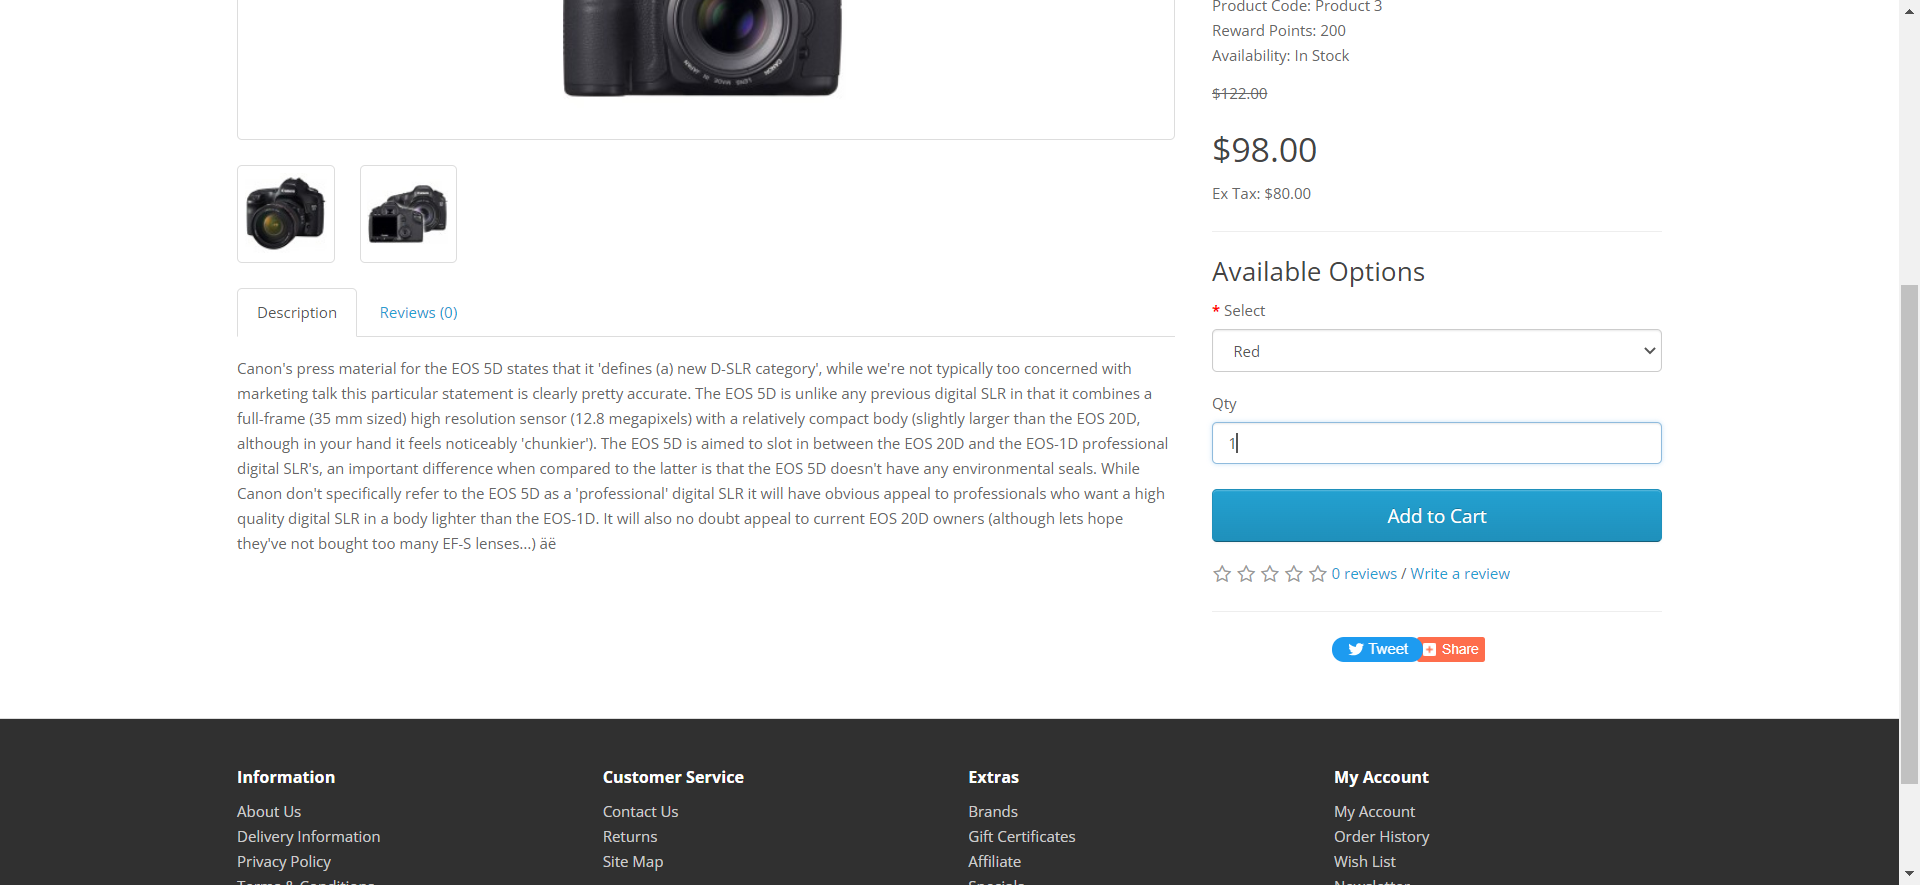 Product Code: Product 3
Reward Points: 200
Availability: In Stock
$122.00
$98.00
Ex Tax: $80.00
Available Options
* Select
Red
Qty
1
Add to Cart
0 reviews / Write a review
Tweet
Share
Description
Reviews (0)
Canon's press material for the EOS 5D states that it 'defines (a) new D-SLR category', while we're not typically too concerned with
marketing talk this particular statement is clearly pretty accurate. The EOS 5D is unlike any previous digital SLR in that it combines a
full-frame (35 mm sized) high resolution sensor (12.8 megapixels) with a relatively compact body (slightly larger than the EOS 20D,
although in your hand it feels noticeably 'chunkier'). The EOS 5D is aimed to slot in between the EOS 20D and the EOS-1D professional
digital SLR's, an important difference when compared to the latter is that the EOS 5D doesn't have any environmental seals. While
Canon don't specifically refer to the EOS 5D as a 'professional' digital SLR it will have obvious appeal to professionals who want a high
quality digital SLR in a body lighter than the EOS-1D. It will also no doubt appeal to current EOS 20D owners (although lets hope
they've not bought too many EF-S lenses...) äë
Information
About Us
Delivery Information
Privacy Policy
Terms & Conditions
Customer Service
Contact Us
Returns
Site Map
Extras
Brands
Gift Certificates
Affiliate
Specials
My Account
My Account
Order History
Wish List
Newsletter